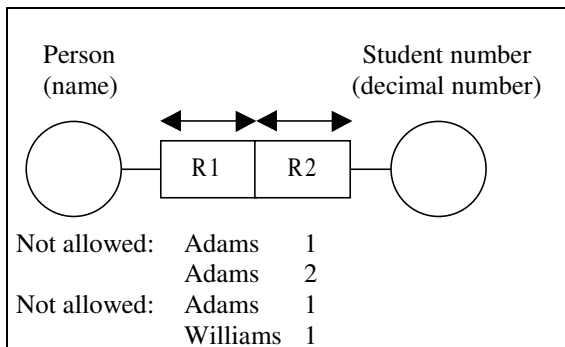 Person Student number
(name) (decimal number)
R1 R2
Not allowed: Adams 1
Adams 2
Not allowed: Adams 1
Williams 1